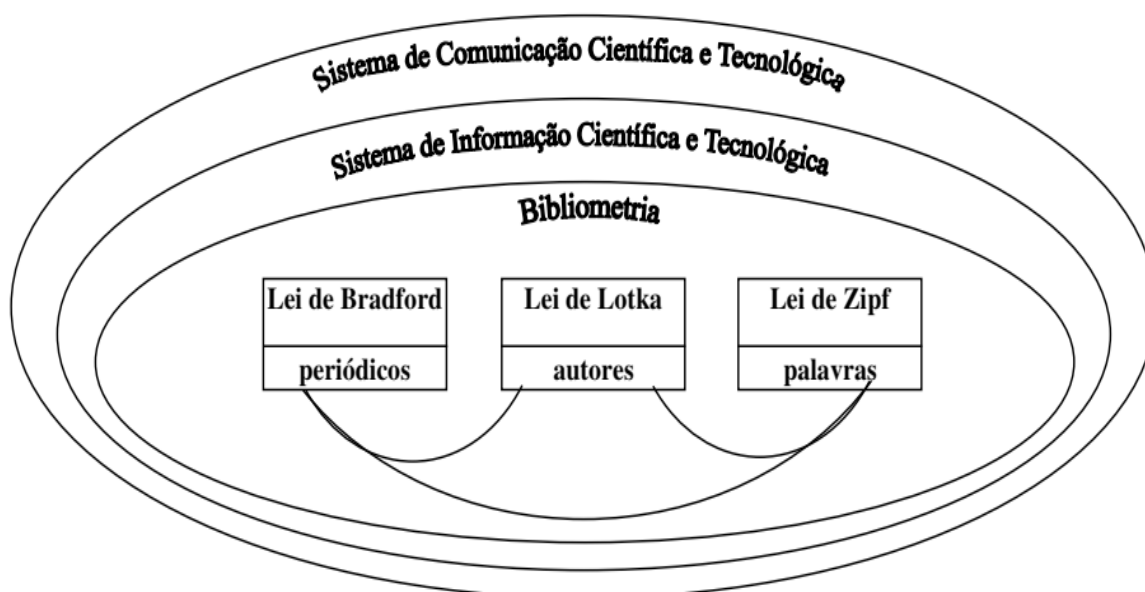 Sistema de Comunicação Científica e Tecnológica
Sistema de Informação Científica e Tecnológica
Bibliometria
Lei de Bradford
periódicos
Lei de Lotka
autores
Lei de Zipf
palavras